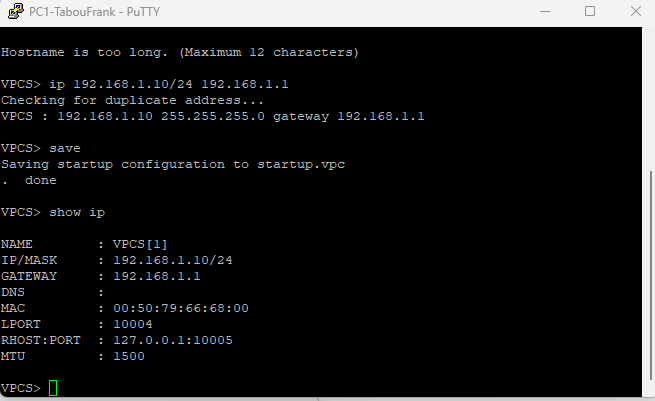 PC1-TabouFrank - PuTTY
Hostname is too long. (Maximum 12 characters)
VPCS> ip 192.168.1.10/24 192.168.1.1
Checking for duplicate address...
VPCS : 192.168.1.10 255.255.255.0 gateway 192.168.1.1
VPCS> save
Saving startup configuration to startup.vpc
.  done
VPCS> show ip
NAME        : VPCS[1]
IP/MASK     : 192.168.1.10/24
GATEWAY     : 192.168.1.1
DNS         :
MAC         : 00:50:79:66:68:00
LPORT       : 10004
RHOST:PORT  : 127.0.0.1:10005
MTU         : 1500
VPCS>